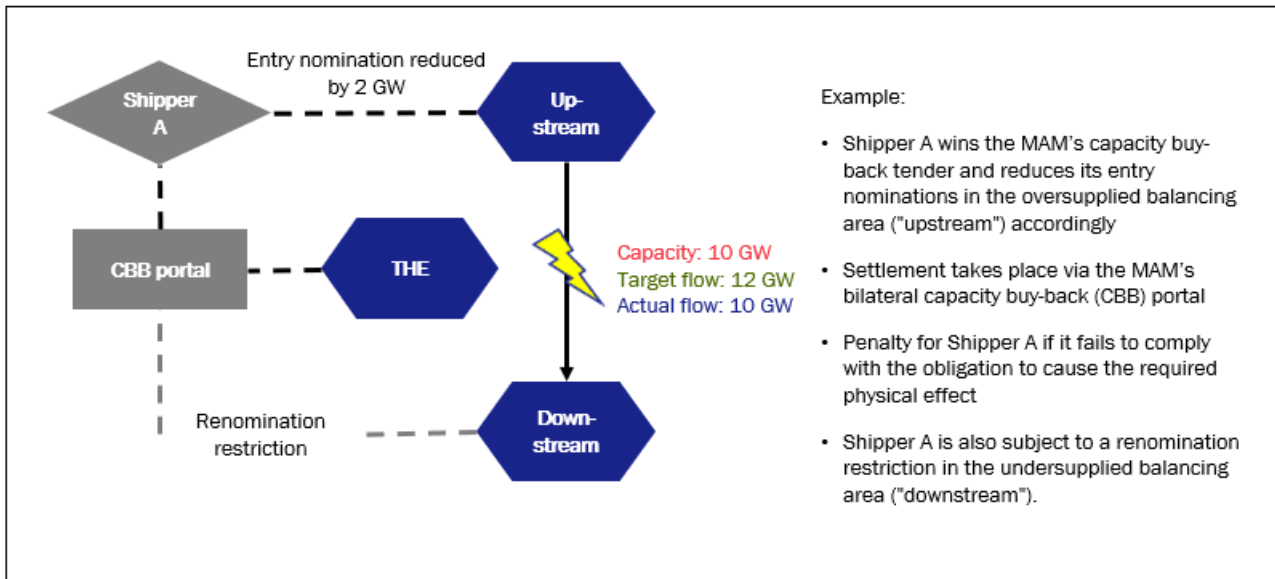 Entry nomination reduced
by 2 GW
Shipper
A
Up-
stream
CBB portal
THE
Capacity: 10 GW
Target flow: 12 GW
Actual flow: 10 GW
Renomination
restriction
Down-
stream
Example:
• Shipper A wins the MAM's capacity buy-
back tender and reduces its entry
nominations in the oversupplied balancing
area ("upstream") accordingly
• Settlement takes place via the MAM's
bilateral capacity buy-back (CBB) portal
• Penalty for Shipper A if it fails to comply
with the obligation to cause the required
physical effect
• Shipper A is also subject to a renomination
restriction in the undersupplied balancing
area ("downstream").